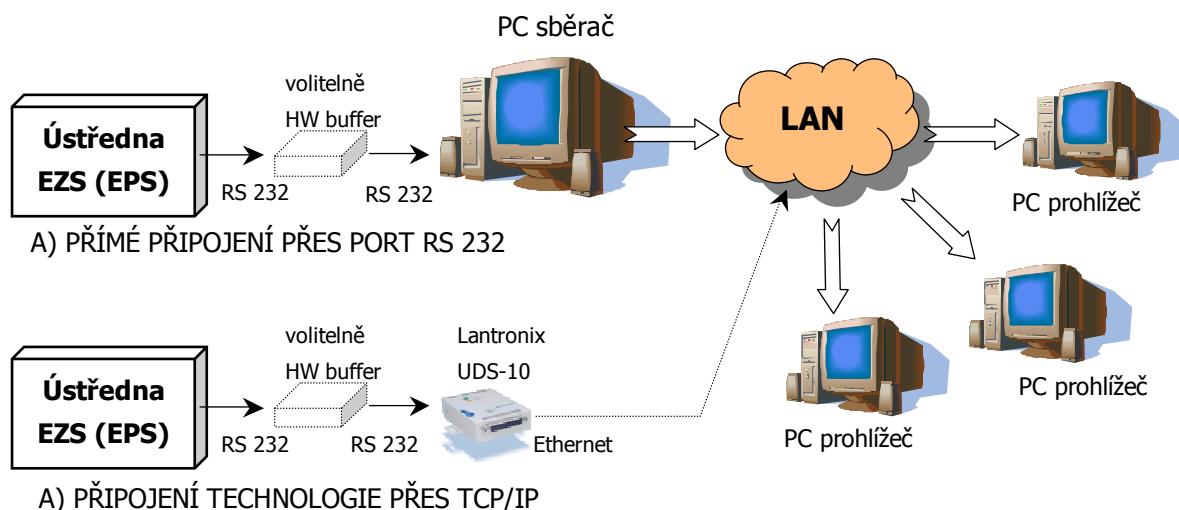 PC sběrač
volitelně
HW buffer
Ústředna
EZS (EPS)
RS 232
RS 232
LAN
PC prohlížeč
A) PŘÍMÉ PŘIPOJENÍ PŘES PORT RS 232
PC prohlížeč
PC prohlížeč
volitelně
HW buffer
Lantronix
UDS-10
Ústředna
EZS (EPS)
RS 232
RS 232
Ethernet
A) PŘIPOJENÍ TECHNOLOGIE PŘES TCP/IP